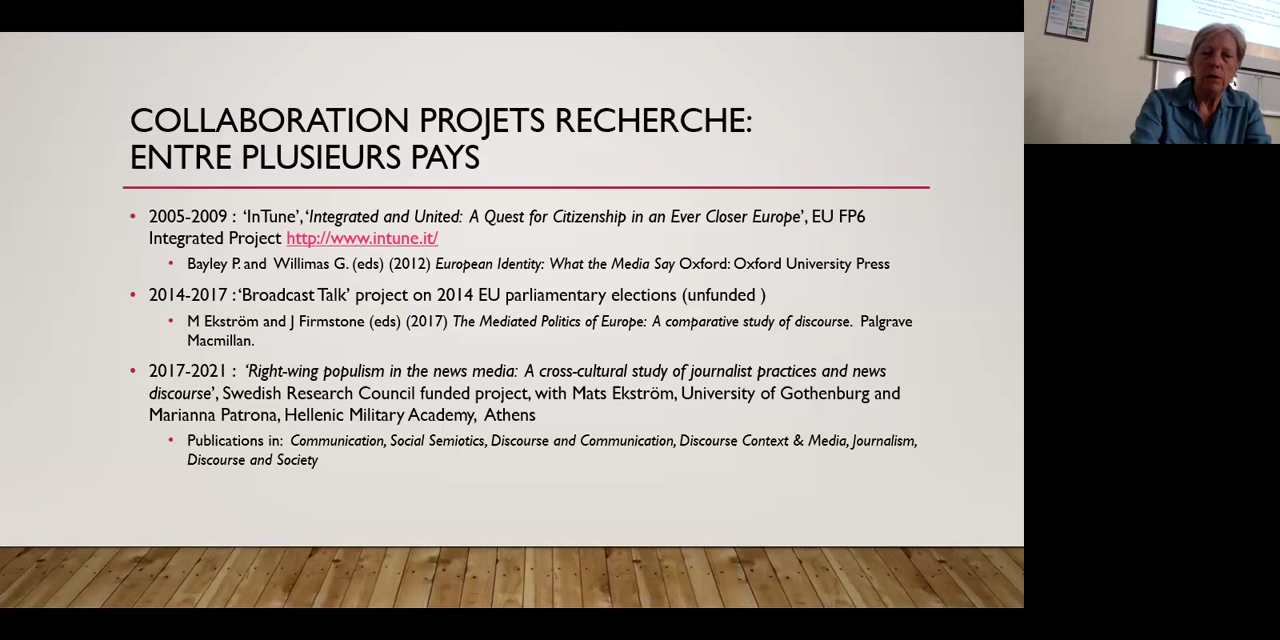 COLLABORATION PROJETS RECHERCHE:
ENTRE PLUSIEURS PAYS
• 2005-2009 : ‘InTune’, ‘Integrated and United: A Quest for Citizenship in an Ever Closer Europe’, EU FP6
Integrated Project http://www.intune.it/
• Bayley P. and Willimas G. (eds) (2012) European Identity: What the Media Say Oxford: Oxford University Press
• 2014-2017 : ‘Broadcast Talk’ project on 2014 EU parliamentary elections (unfunded )
• M Ekström and J Firmstone (eds) (2017) The Mediated Politics of Europe: A comparative study of discourse. Palgrave
Macmillan.
• 2017-2021 : ‘Right-wing populism in the news media: A cross-cultural study of journalist practices and news
discourse’, Swedish Research Council funded project, with Mats Ekström, University of Gothenburg and
Marianna Patrona, Hellenic Military Academy, Athens
• Publications in: Communication, Social Semiotics, Discourse and Communication, Discourse Context & Media, Journalism,
Discourse and Society